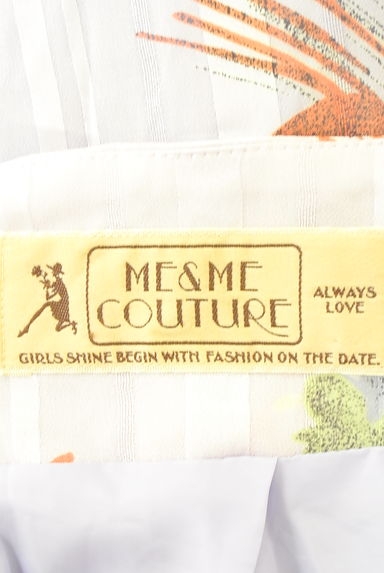 ME&ME
COUTURE
ALWAYS
LOVE
GIRLS SHINE BEGIN WITH FASHION ON THE DATE.